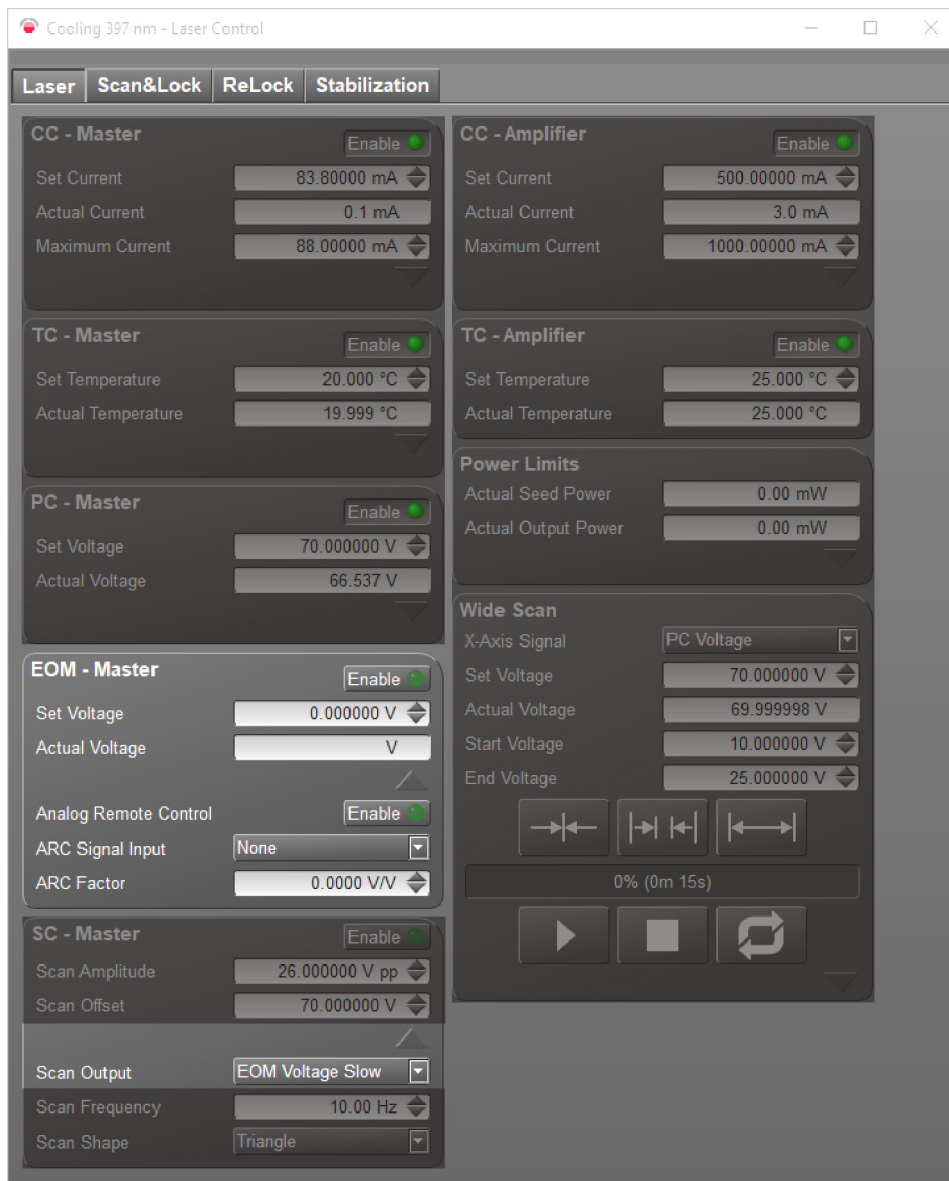 Cooling 397 nm - Laser Control
Laser
Scan&Lock
ReLock
Stabilization
CC - Master
Enable
Set Current
83.80000 mA
Actual Current
0.1 mA
Maximum Current
88.00000 mA
TC - Master
Enable
Set Temperature
20.000 °C
Actual Temperature
19.999 °C
PC - Master
Enable
Set Voltage
70.000000 V
Actual Voltage
66.537 V
EOM - Master
Enable
Set Voltage
0.000000 V
Actual Voltage
V
Analog Remote Control
Enable
ARC Signal Input
None
ARC Factor
0.0000 V/V
SC - Master
Enable
Scan Amplitude
26.000000 V pp
Scan Offset
70.000000 V
Scan Output
EOM Voltage Slow
Scan Frequency
10.00 Hz
Scan Shape
Triangle
CC - Amplifier
Enable
Set Current
500.00000 mA
Actual Current
3.0 mA
Maximum Current
1000.00000 mA
TC - Amplifier
Enable
Set Temperature
25.000 °C
Actual Temperature
25.000 °C
Power Limits
Actual Seed Power
0.00 mW
Actual Output Power
0.00 mW
Wide Scan
X-Axis Signal
PC Voltage
Set Voltage
70.000000 V
Actual Voltage
69.999998 V
Start Voltage
10.000000 V
End Voltage
25.000000 V
0% (0m 15s)